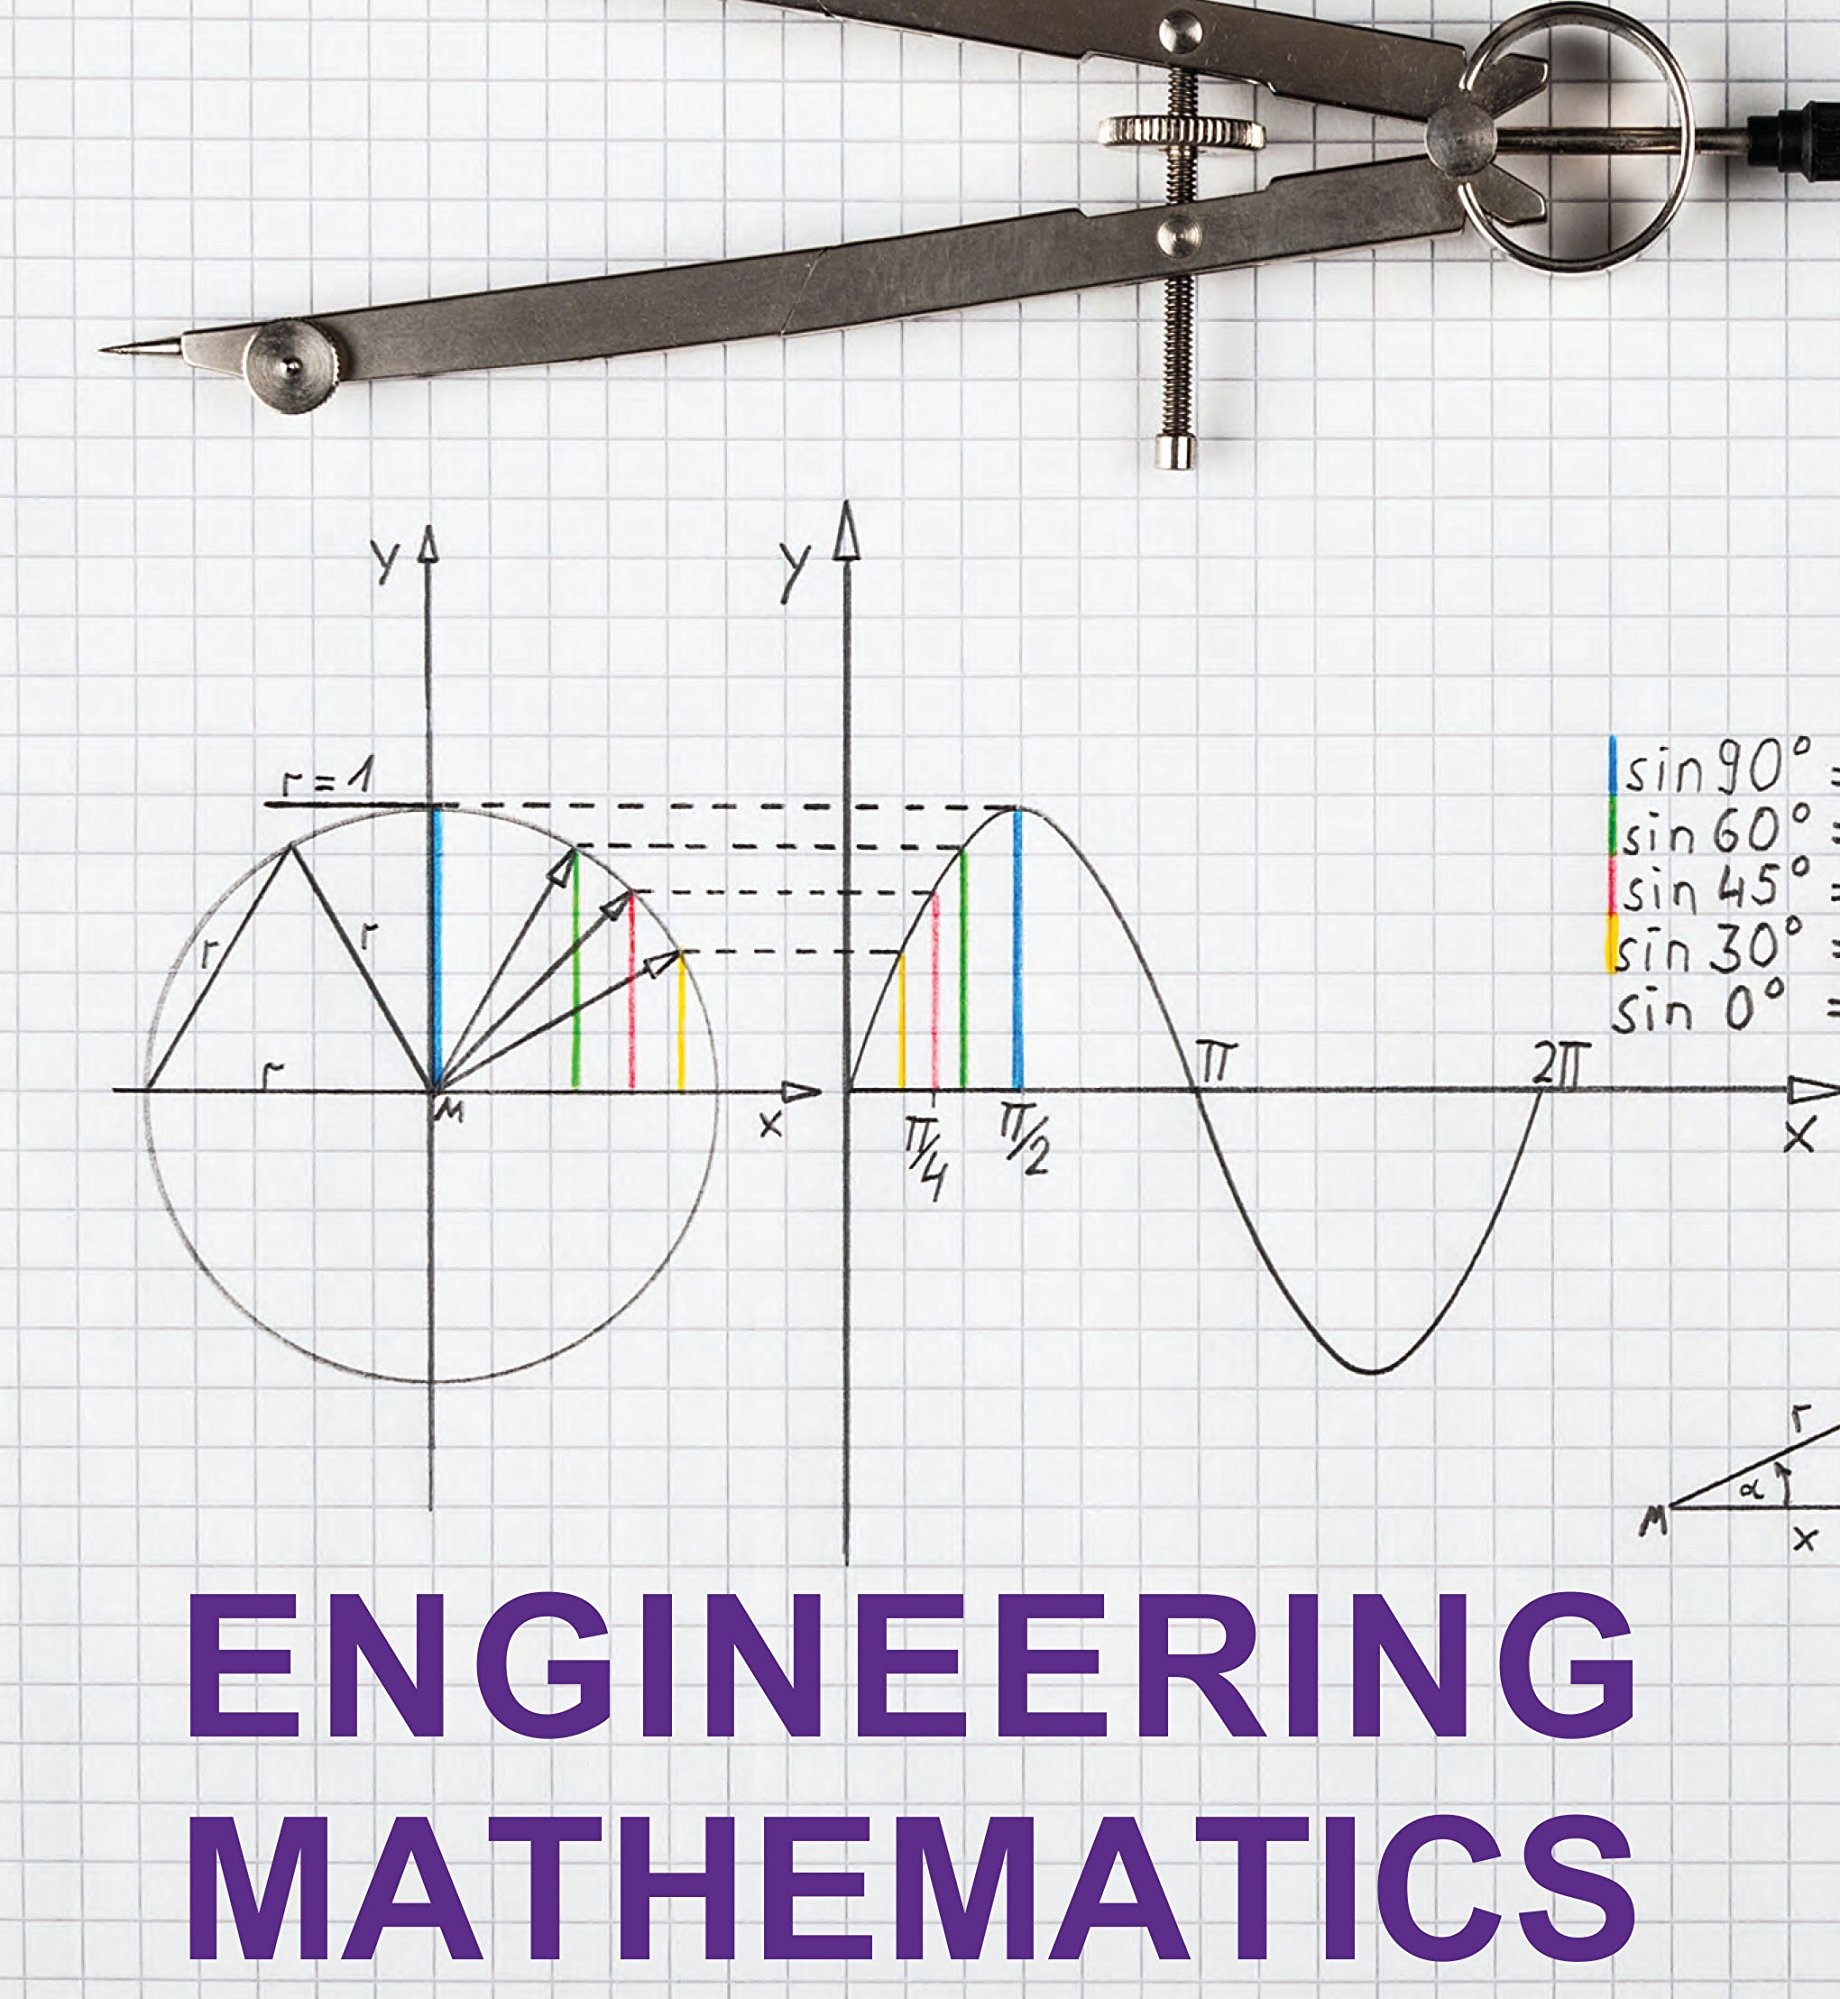 y
y
r=1
sin 90° =
sin 60° =
sin 45° =
sin 30° =
sin 0° =
r
r
r
M
x
π/4
π/2
π
2π
x
r
α
M
x
ENGINEERING
MATHEMATICS